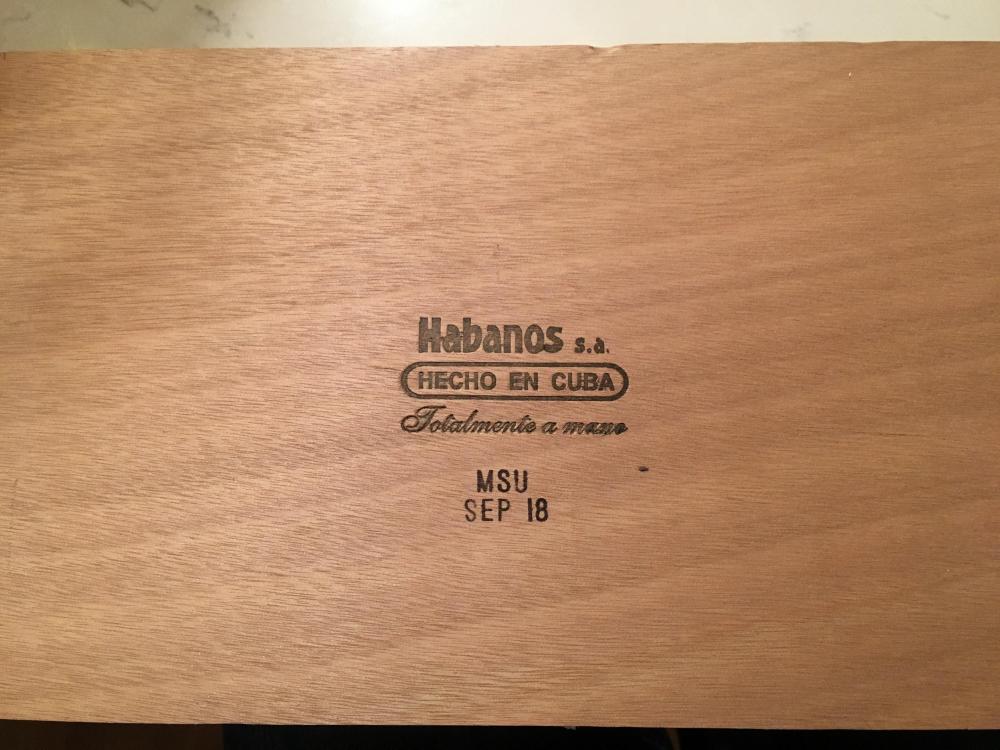 Habanos s.a.
HECHO EN CUBA
Totalmente a mano
MSU
SEP 18